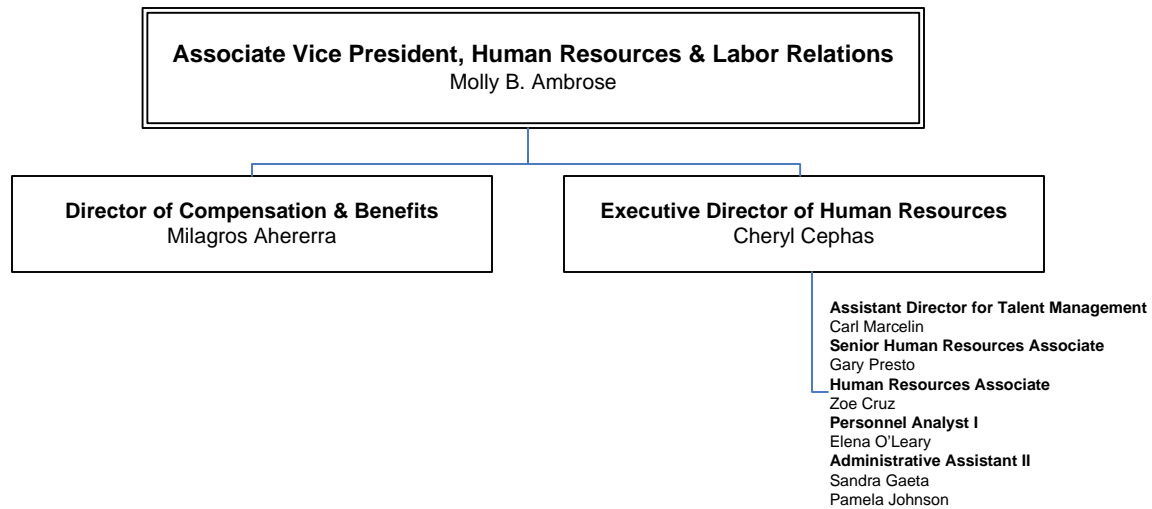 Associate Vice President, Human Resources & Labor Relations
Molly B. Ambrose
Director of Compensation & Benefits
Milagros Ahererra
Executive Director of Human Resources
Cheryl Cephas
Assistant Director for Talent Management
Carl Marcelin
Senior Human Resources Associate
Gary Presto
Human Resources Associate
Zoe Cruz
Personnel Analyst I
Elena O’Leary
Administrative Assistant II
Sandra Gaeta
Pamela Johnson